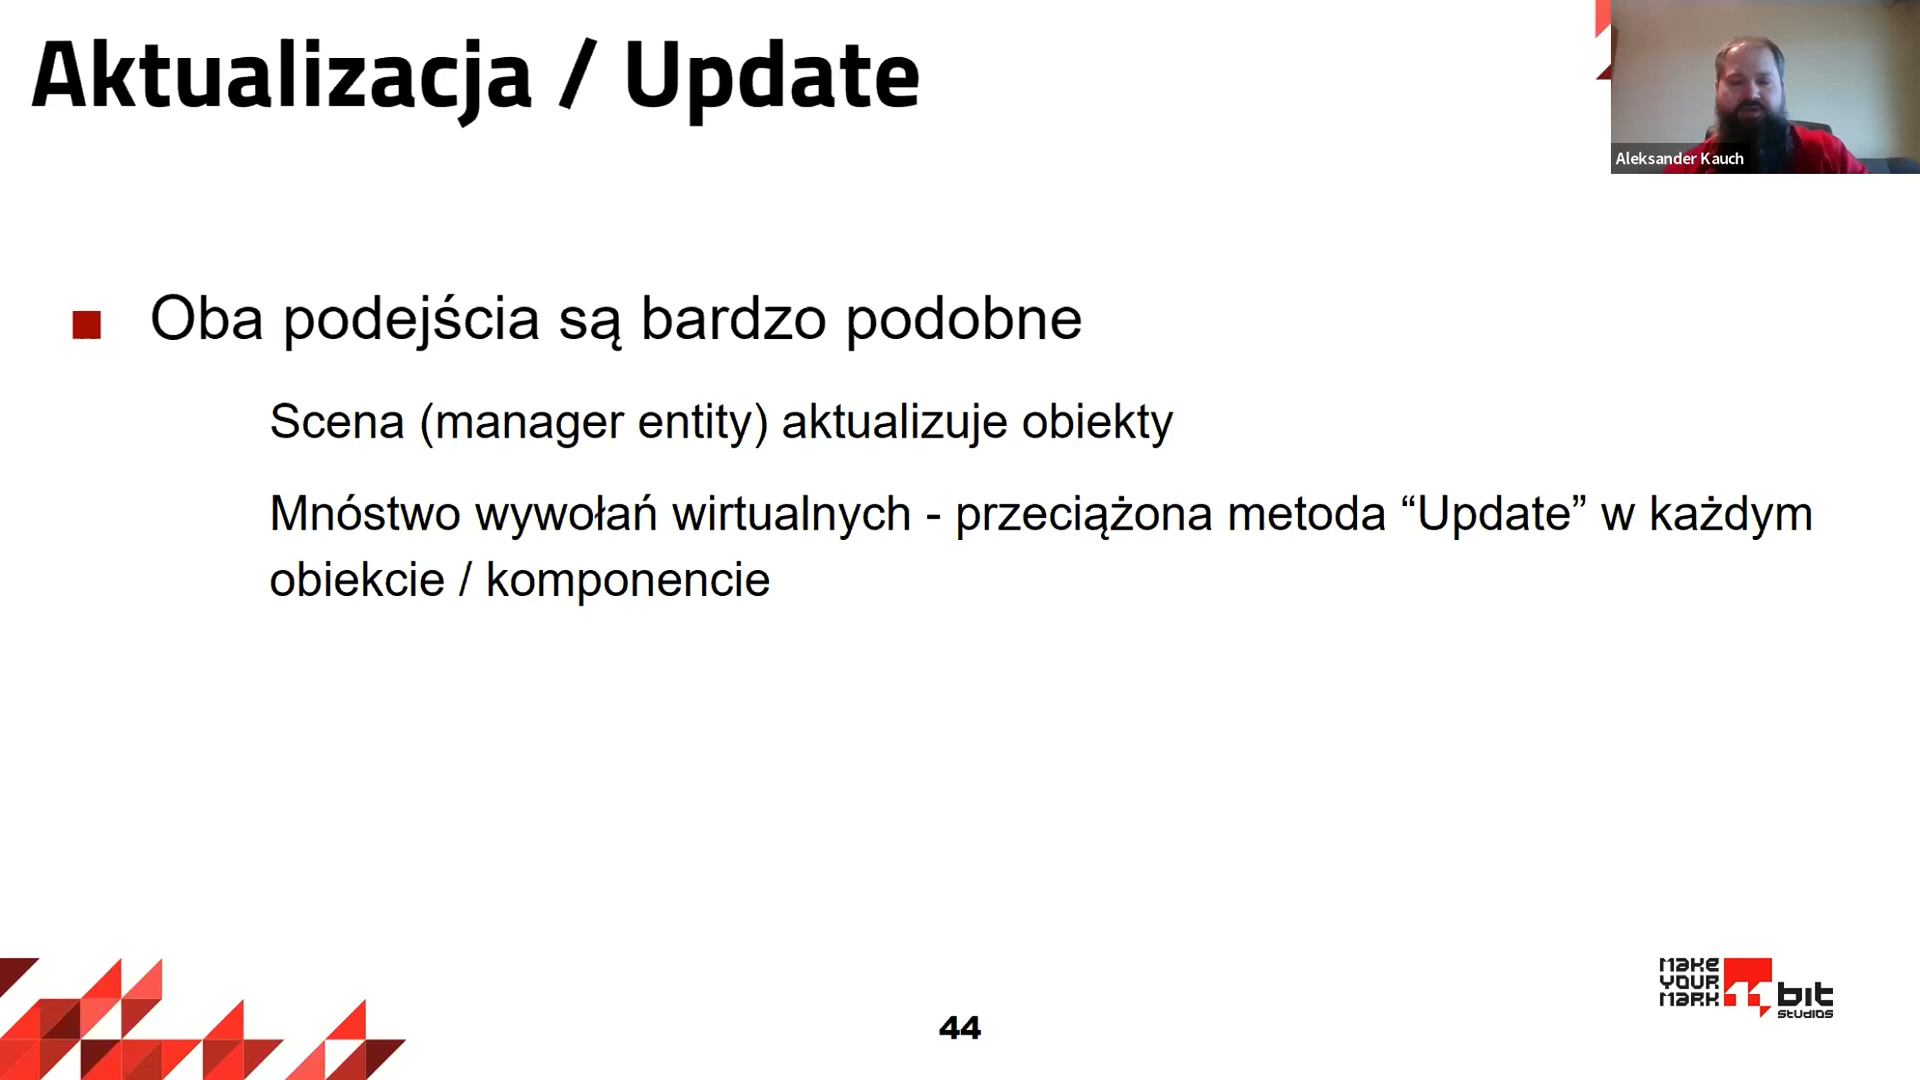 Aktualizacja / Update
Aleksander Kauch
Oba podejścia są bardzo podobne
Scena (manager entity) aktualizuje obiekty
Mnóstwo wywołań wirtualnych - przeciążona metoda “Update” w każdym
obiekcie / komponencie
44
MAKE
YOUR
MARK
11 bit
STUDIOS